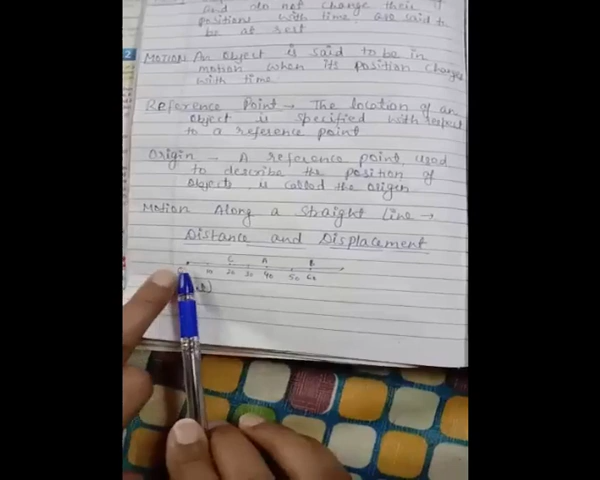 and do not change their
positions with time are said to
be at rest
MOTION: An Object is said to be in
motion when its position changes
with time
Reference Point → The location of an
object is specified with respect
to a reference point
Origin - A reference point used
to describe the position of
objects is called the origin
Motion Along a Straight Line →
Distance and Displacement
C A B
10 20 30 40 50 60